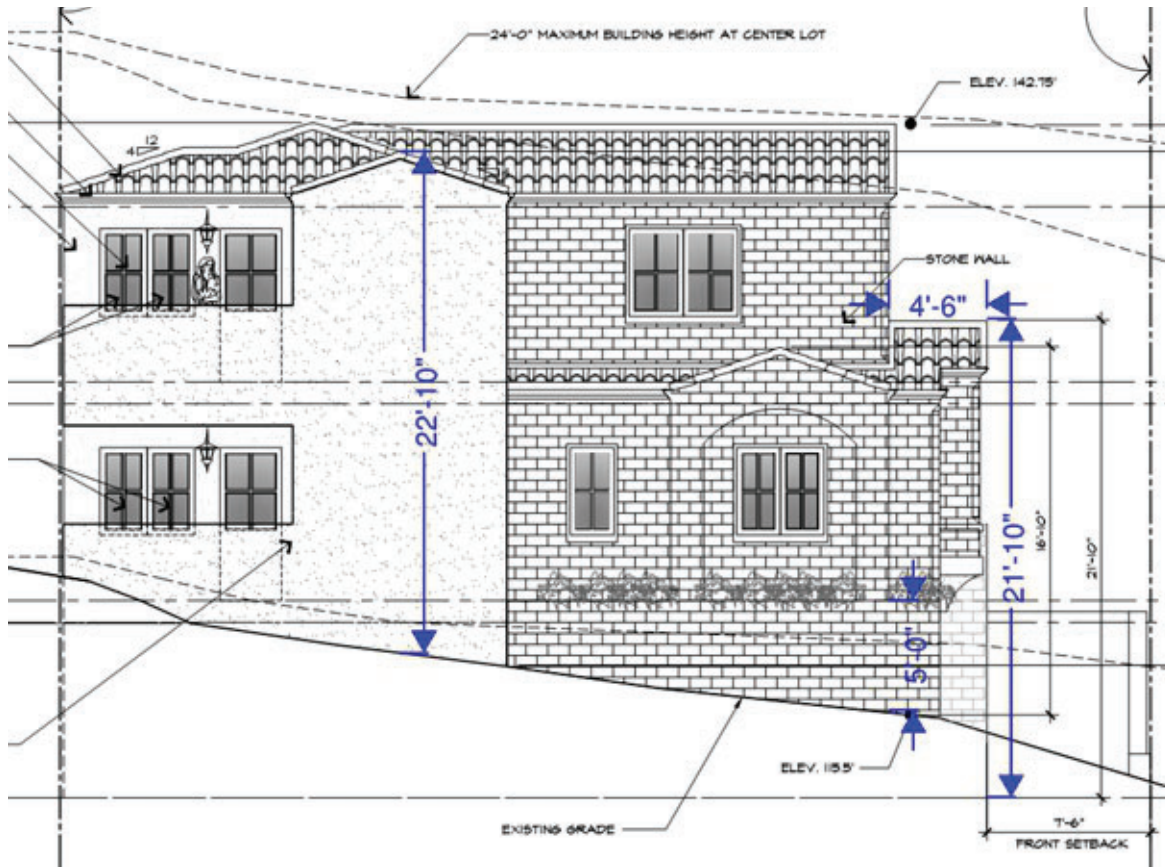 24'-0" MAXIMUM BUILDING HEIGHT AT CENTER LOT
ELEV. 142.75'
12
4
STONE WALL
4'-6"
22'-10"
21'-10"
16'-10"
21'-10"
5'-0"
ELEV. 115.5'
EXISTING GRADE
7'-6"
FRONT SETBACK